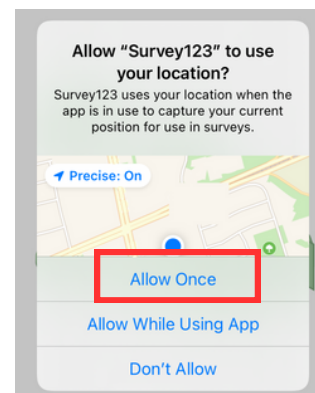 Allow “Survey123” to use
your location?
Survey123 uses your location when the
app is in use to capture your current
position for use in surveys.
Precise: On
Allow Once
Allow While Using App
Don’t Allow